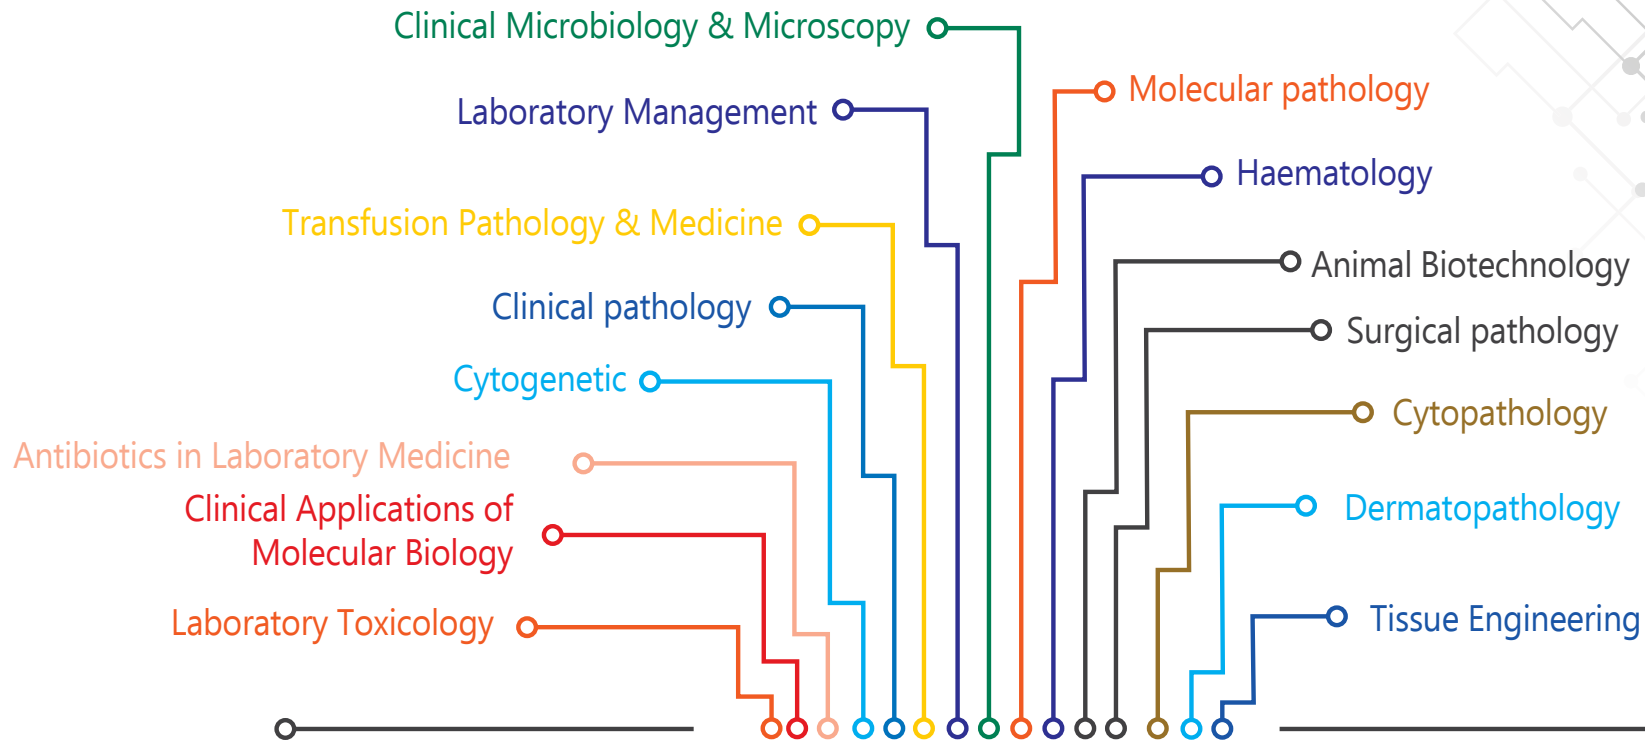 Clinical Microbiology & Microscopy
Laboratory Management
Transfusion Pathology & Medicine
Clinical pathology
Cytogenetic
Antibiotics in Laboratory Medicine
Clinical Applications of
Molecular Biology
Laboratory Toxicology
Molecular pathology
Haematology
Animal Biotechnology
Surgical pathology
Cytopathology
Dermatopathology
Tissue Engineering